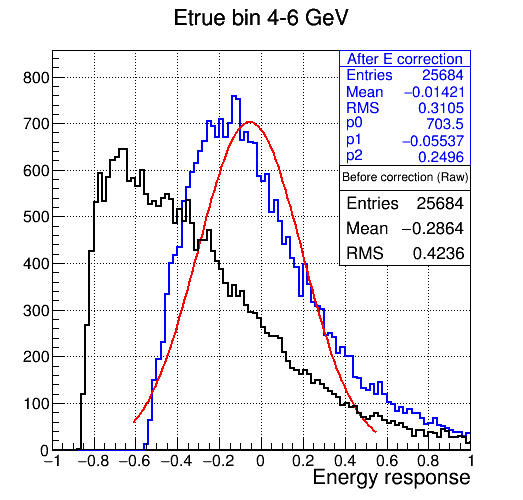 Etrue bin 4-6 GeV
After E correction
Entries 25684
Mean −0.01421
RMS 0.3105
p0 703.5
p1 −0.05537
p2 0.2496
Before correction (Raw)
Entries 25684
Mean −0.2864
RMS 0.4236
800
700
600
500
400
300
200
100
0
−1 −0.8 −0.6 −0.4 −0.2 0 0.2 0.4 0.6 0.8 1
Energy response